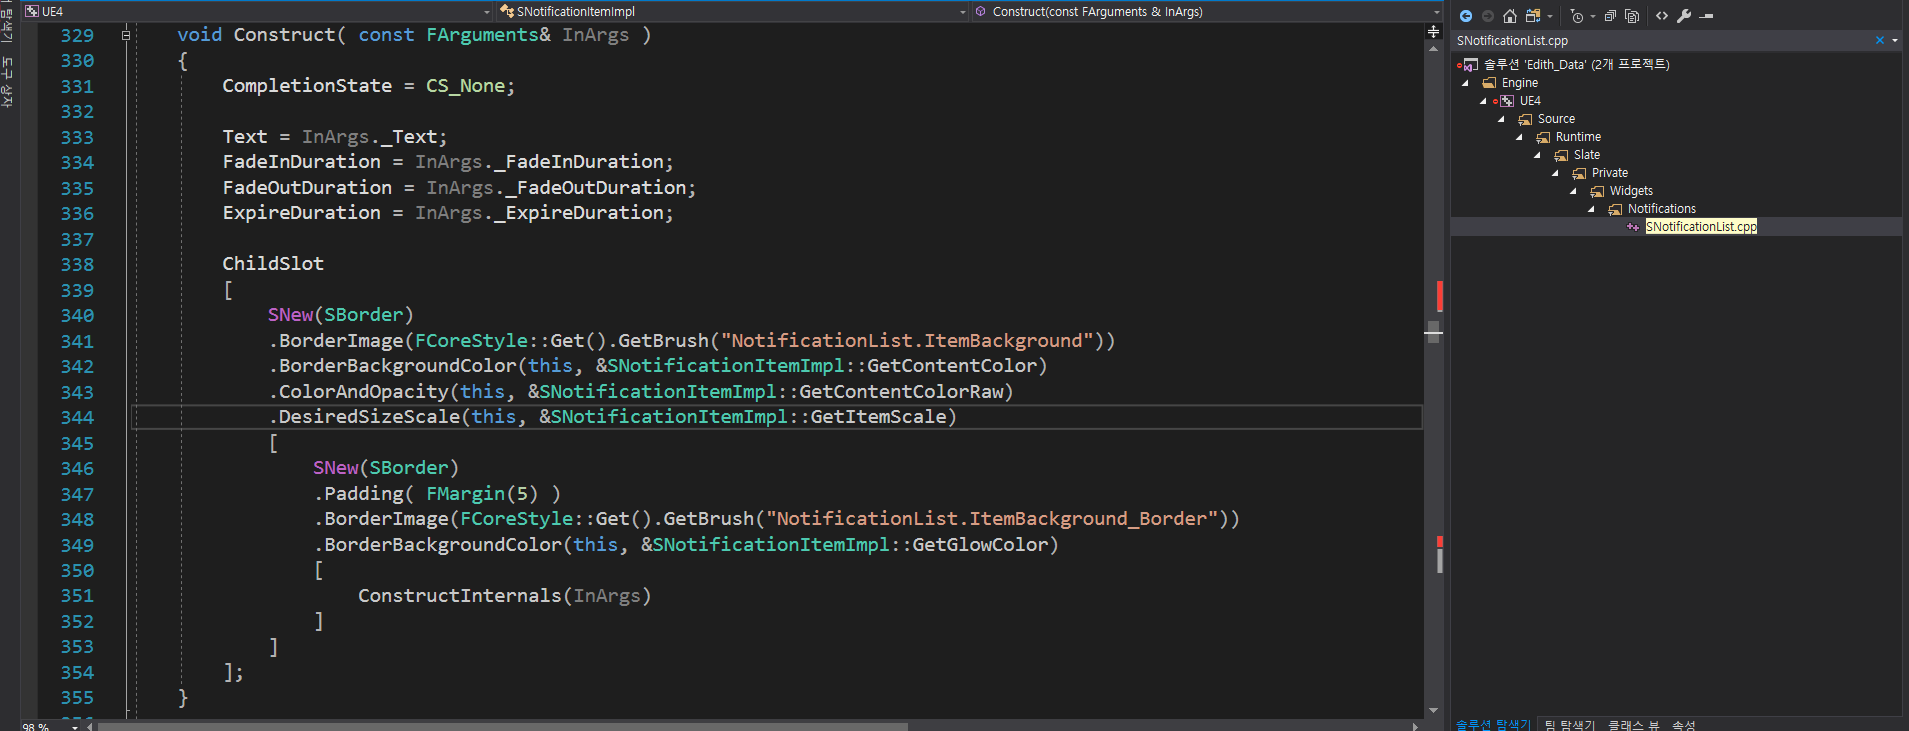 UE4
SNotificationItemImpl
Construct(const FArguments & InArgs)
329 void Construct( const FArguments& InArgs )
330 {
331 CompletionState = CS_None;
332
333 Text = InArgs._Text;
334 FadeInDuration = InArgs._FadeInDuration;
335 FadeOutDuration = InArgs._FadeOutDuration;
336 ExpireDuration = InArgs._ExpireDuration;
337
338 ChildSlot
339 [
340 SNew(SBorder)
341 .BorderImage(FCoreStyle::Get().GetBrush("NotificationList.ItemBackground"))
342 .BorderBackgroundColor(this, &SNotificationItemImpl::GetContentColor)
343 .ColorAndOpacity(this, &SNotificationItemImpl::GetContentColorRaw)
344 .DesiredSizeScale(this, &SNotificationItemImpl::GetItemScale)
345 [
346 SNew(SBorder)
347 .Padding( FMargin(5) )
348 .BorderImage(FCoreStyle::Get().GetBrush("NotificationList.ItemBackground_Border"))
349 .BorderBackgroundColor(this, &SNotificationItemImpl::GetGlowColor)
350 [
351 ConstructInternals(InArgs)
352 ]
353 ]
354 ];
355 }
98 %
도구 상자
SNotificationList.cpp
솔루션 'Edith_Data' (2개 프로젝트)
Engine
UE4
Source
Runtime
Slate
Private
Widgets
Notifications
SNotificationList.cpp
솔루션 탐색기 팀 탐색기 클래스 뷰 속성